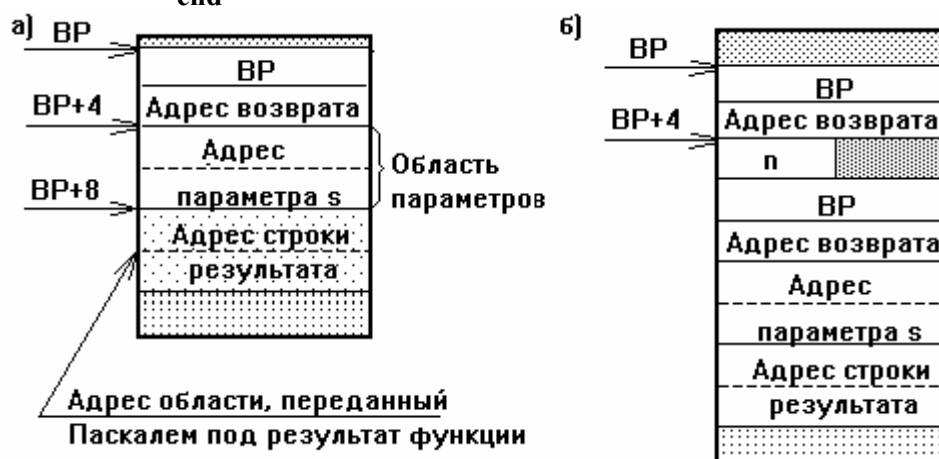 end
а)
BP
BP
BP+4
Адрес возврата
Адрес
Область
BP+8
параметра s
параметров
Адрес строки
результата
Адрес области, переданный
Паскалем под результат функции
б)
BP
BP
BP+4
Адрес возврата
n
BP
Адрес возврата
Адрес
параметра s
Адрес строки
результата